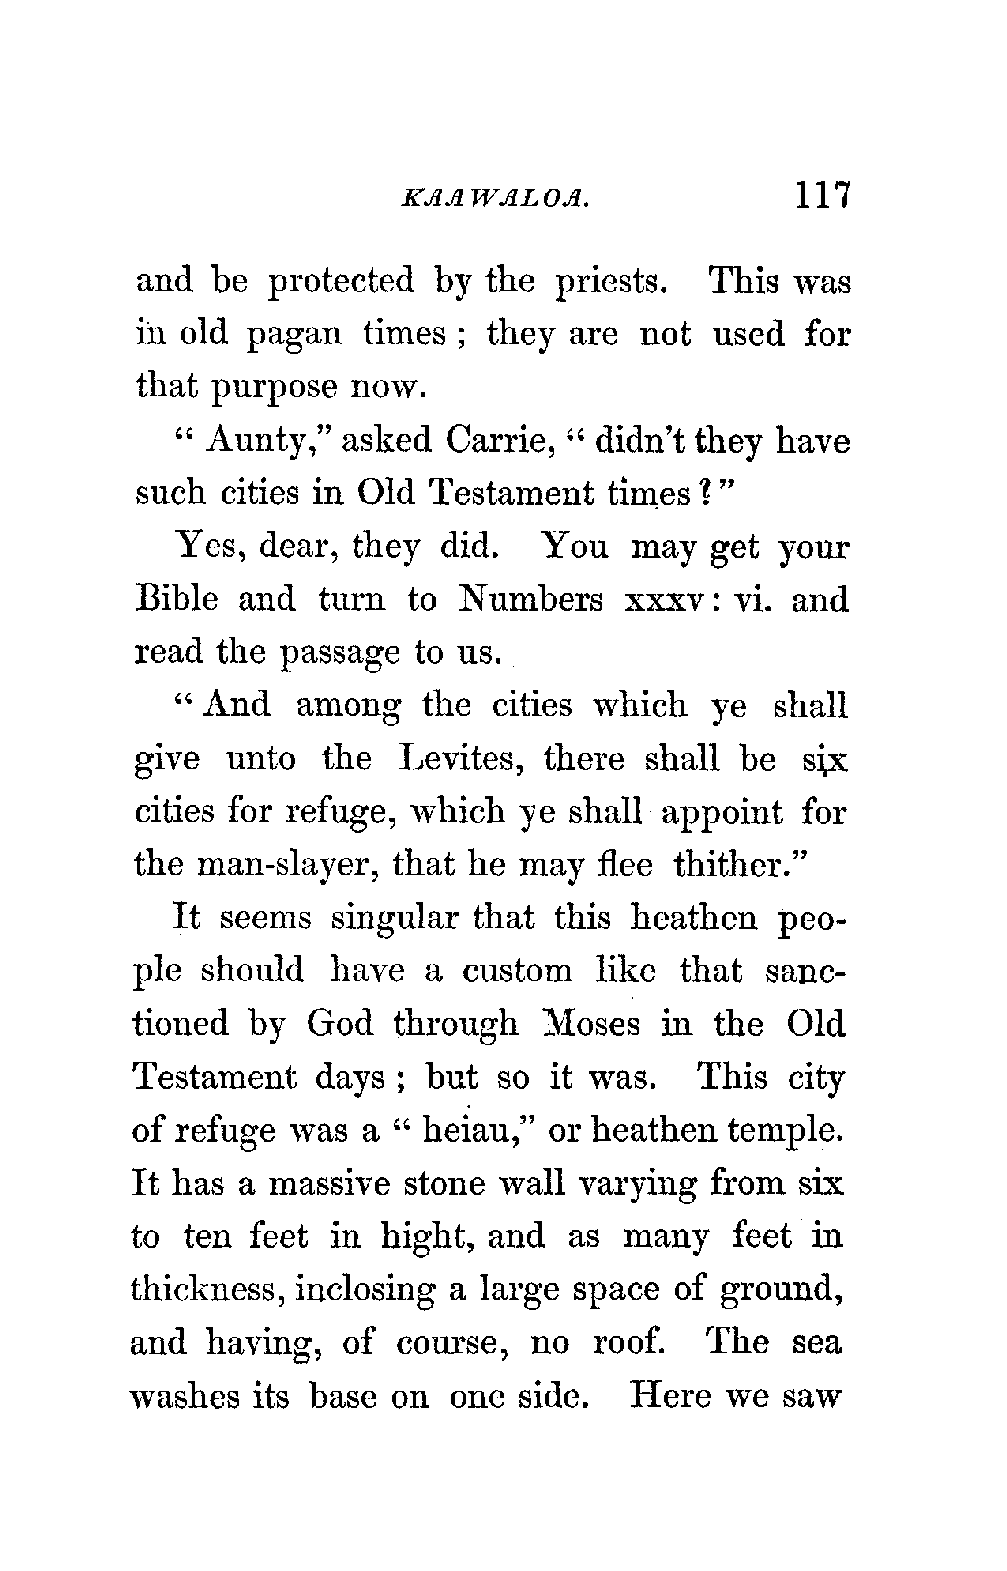 KAAWALOA. 117
and be protected by the priests. This was
in old pagan times ; they are not used for
that purpose now.
“ Aunty,” asked Carrie, “ didn’t they have
such cities in Old Testament times ? ”
Yes, dear, they did. You may get your
Bible and turn to Numbers xxxv : vi. and
read the passage to us.
“ And among the cities which ye shall
give unto the Levites, there shall be six
cities for refuge, which ye shall appoint for
the man-slayer, that he may flee thither.”
It seems singular that this heathen peo-
ple should have a custom like that sanc-
tioned by God through Moses in the Old
Testament days ; but so it was. This city
of refuge was a “ heiau,” or heathen temple.
It has a massive stone wall varying from six
to ten feet in hight, and as many feet in
thickness, inclosing a large space of ground,
and having, of course, no roof. The sea
washes its base on one side. Here we saw